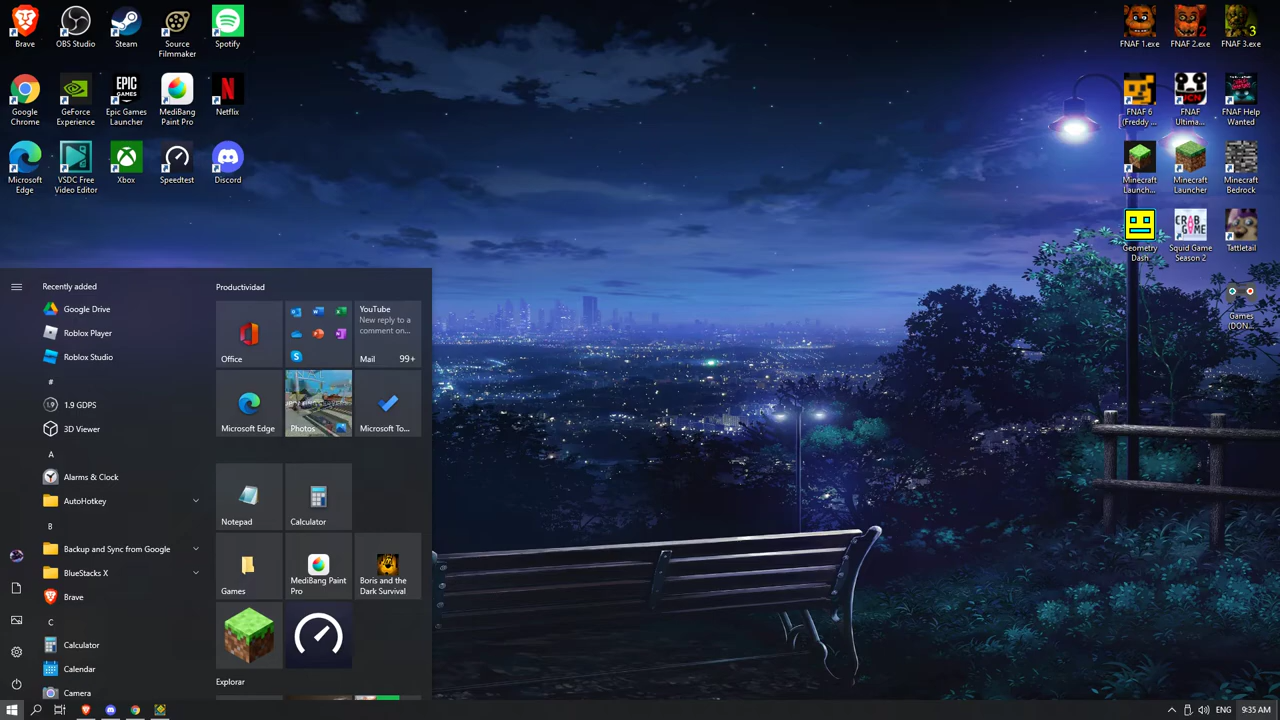 Brave
OBS Studio
Steam
Source
Filmmaker
Spotify
Google
Chrome
GeForce
Experience
Epic Games
Launcher
MediBang
Paint Pro
Netflix
Microsoft
Edge
VSDC Free
Video Editor
Xbox
Speedtest
Discord
FNAF 1.exe
FNAF 2.exe
FNAF 3.exe
FNAF 6
(Freddy ...
FNAF
Ultima...
FNAF Help
Wanted
Minecraft
Launch...
Minecraft
Launcher
Minecraft
Bedrock
Geometry
Dash
CRAB
GAME
Squid Game
Season 2
Tattletail
Games
(DON...
Recently added
Google Drive
Roblox Player
Roblox Studio
#
1.9 GDPS
3D Viewer
A
Alarms & Clock
AutoHotkey
B
Backup and Sync from Google
BlueStacks X
Brave
C
Calculator
Calendar
Camera
Productividad
Office
YouTube
New reply to a
comment on...
Mail 99+
Microsoft Edge
Photos
Microsoft To...
Notepad
Calculator
Games
MediBang Paint
Pro
Boris and the
Dark Survival
Explorar
ENG
9:35 AM